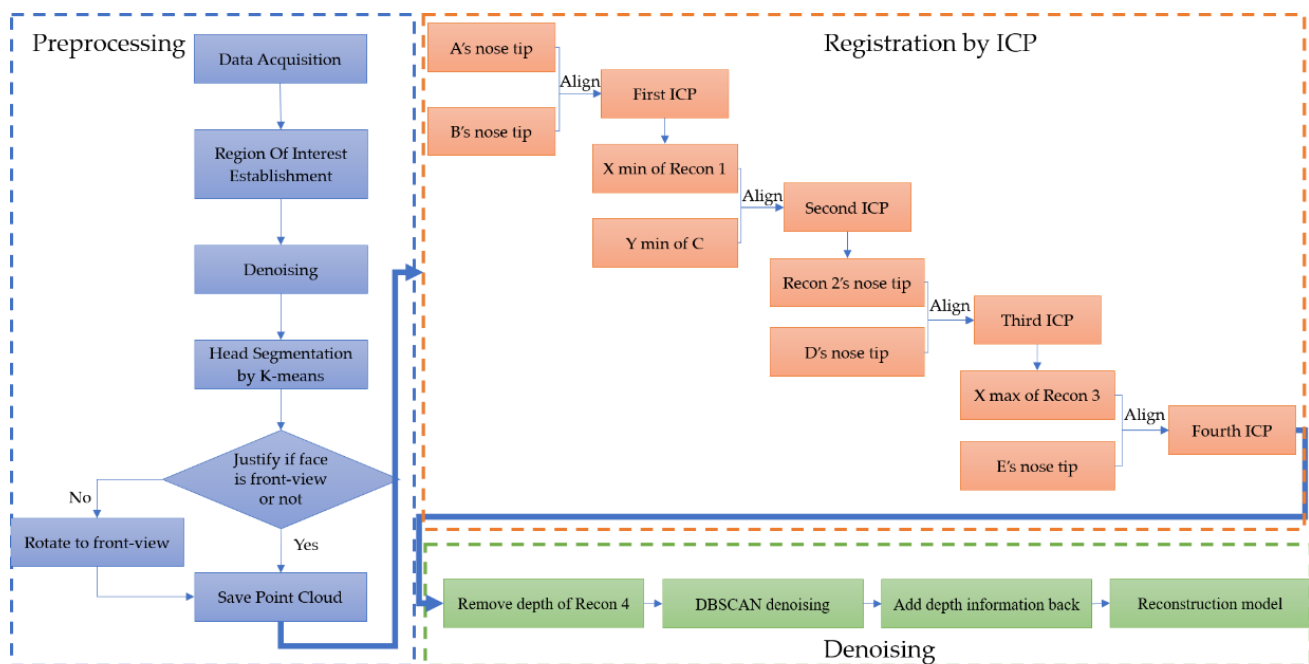 Preprocessing
Data Acquisition
Region Of Interest
Establishment
Denoising
Head Segmentation
by K-means
Justify if face
is front-view
or not
No
Yes
Rotate to front-view
Save Point Cloud
Registration by ICP
A's nose tip
B's nose tip
Align
First ICP
X min of Recon 1
Y min of C
Align
Second ICP
Recon 2's nose tip
D's nose tip
Align
Third ICP
X max of Recon 3
E's nose tip
Align
Fourth ICP
Remove depth of Recon 4
DBSCAN denoising
Add depth information back
Reconstruction model
Denoising